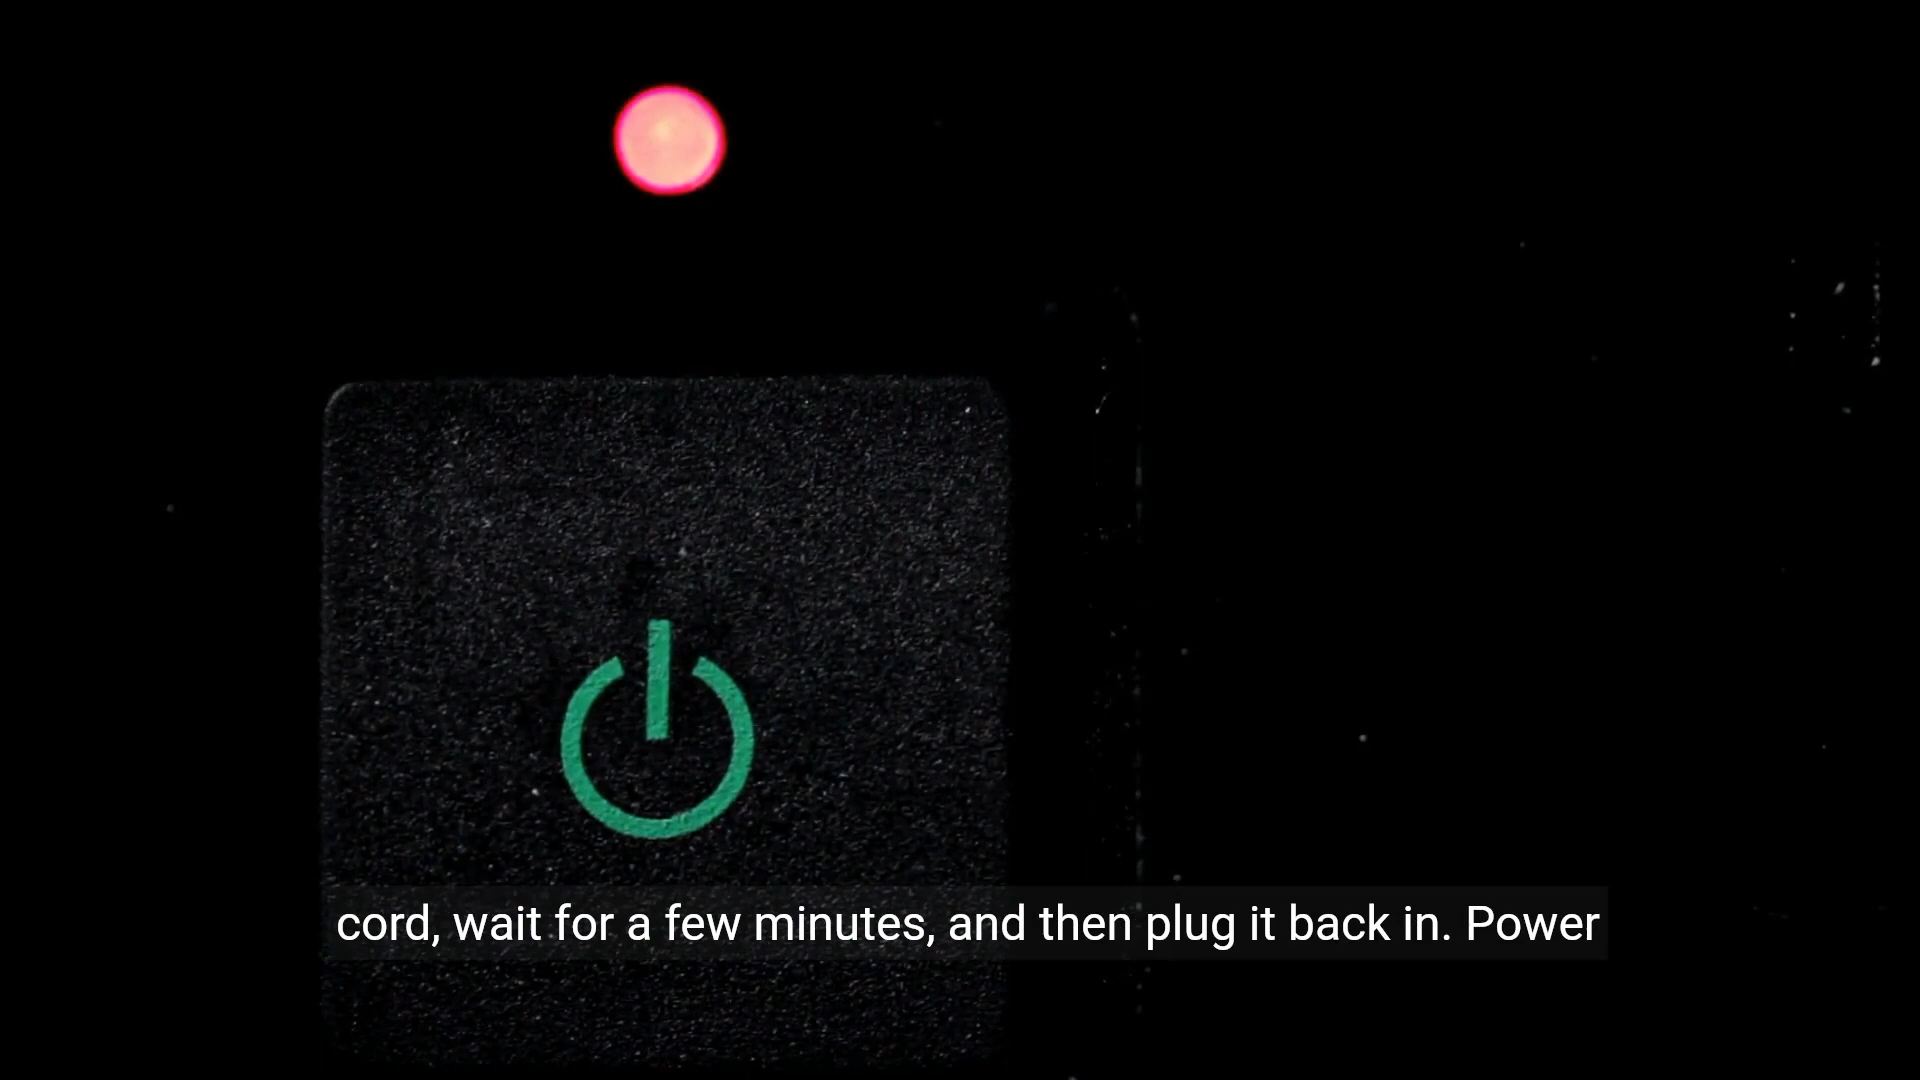 cord, wait for a few minutes, and then plug it back in. Power